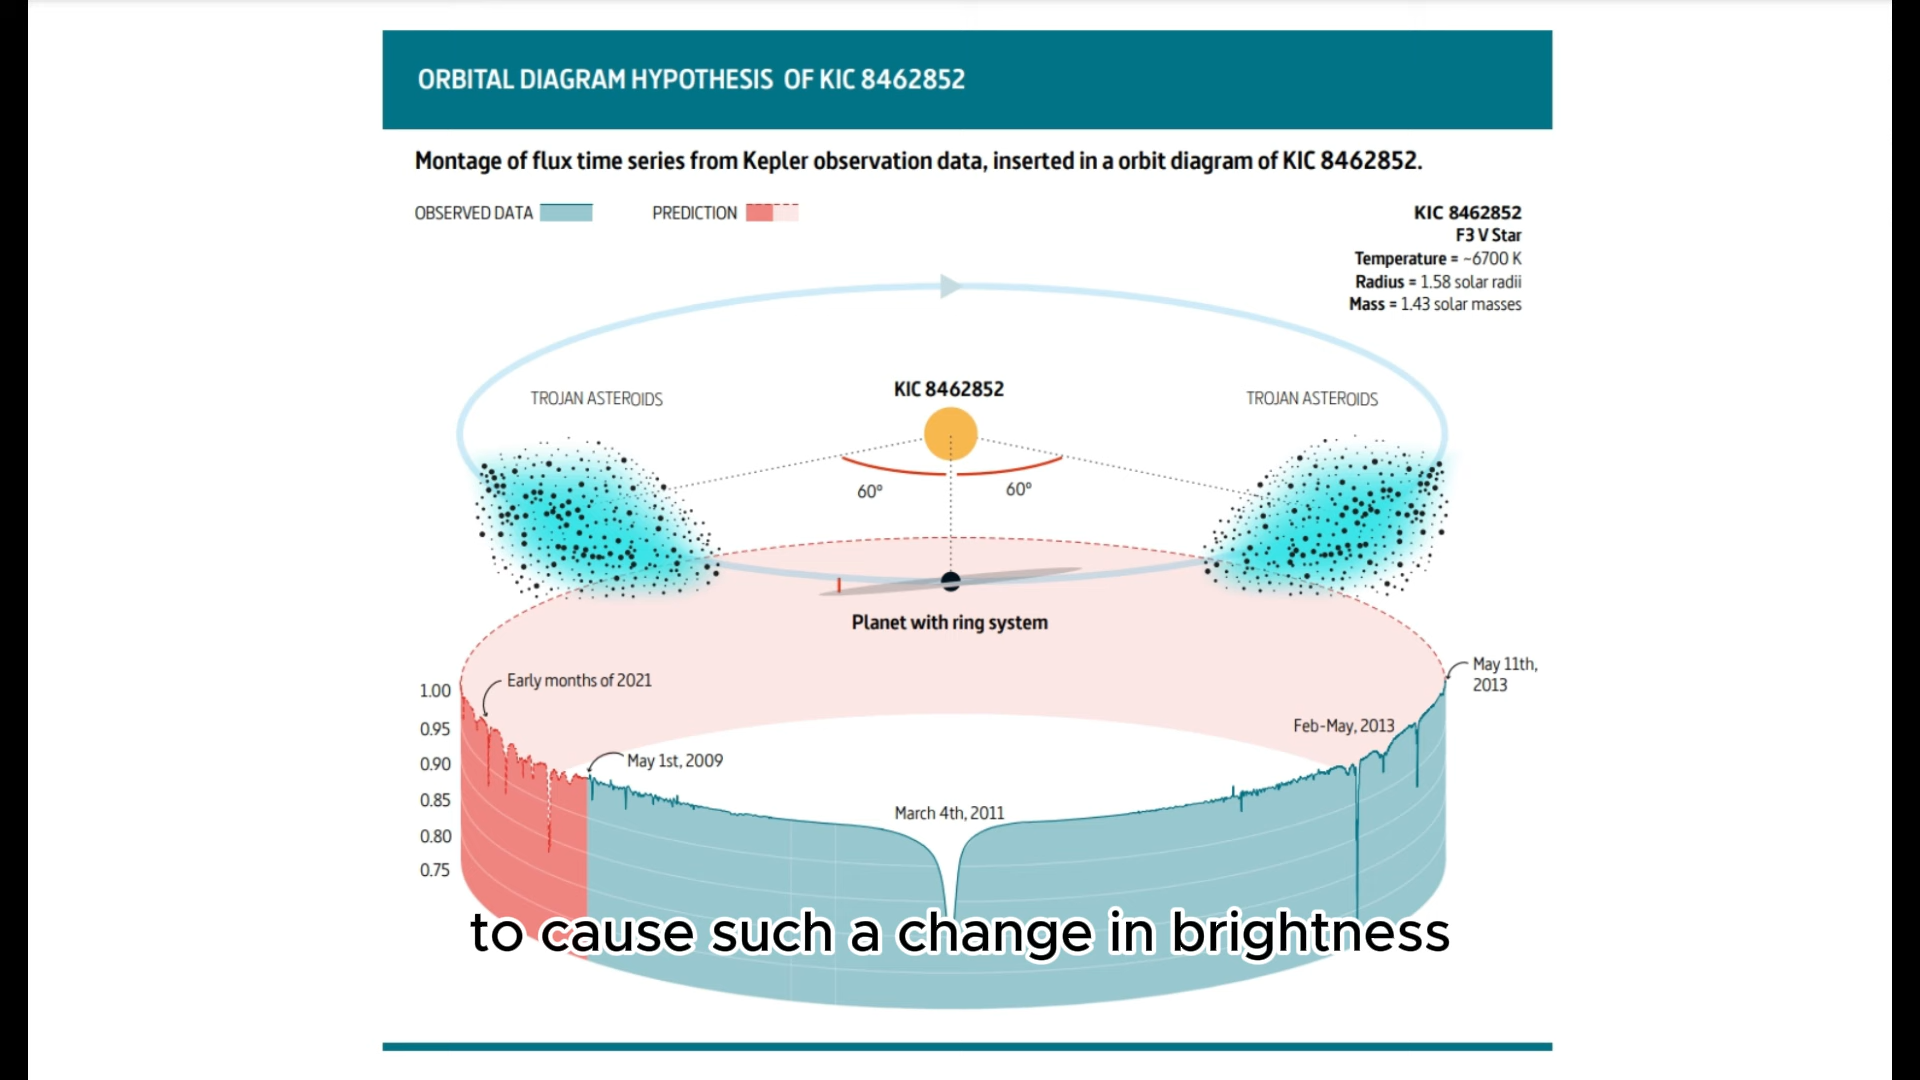 ORBITAL DIAGRAM HYPOTHESIS OF KIC 8462852
Montage of flux time series from Kepler observation data, inserted in a orbit diagram of KIC 8462852.
OBSERVED DATA
PREDICTION
KIC 8462852
F3 V Star
Temperature = ~6700 K
Radius = 1.58 solar radii
Mass = 1.43 solar masses
TROJAN ASTEROIDS
KIC 8462852
TROJAN ASTEROIDS
60º
60º
Planet with ring system
Early months of 2021
May 11th,
2013
Feb-May, 2013
May 1st, 2009
March 4th, 2011
1.00
0.95
0.90
0.85
0.80
0.75
to cause such a change in brightness